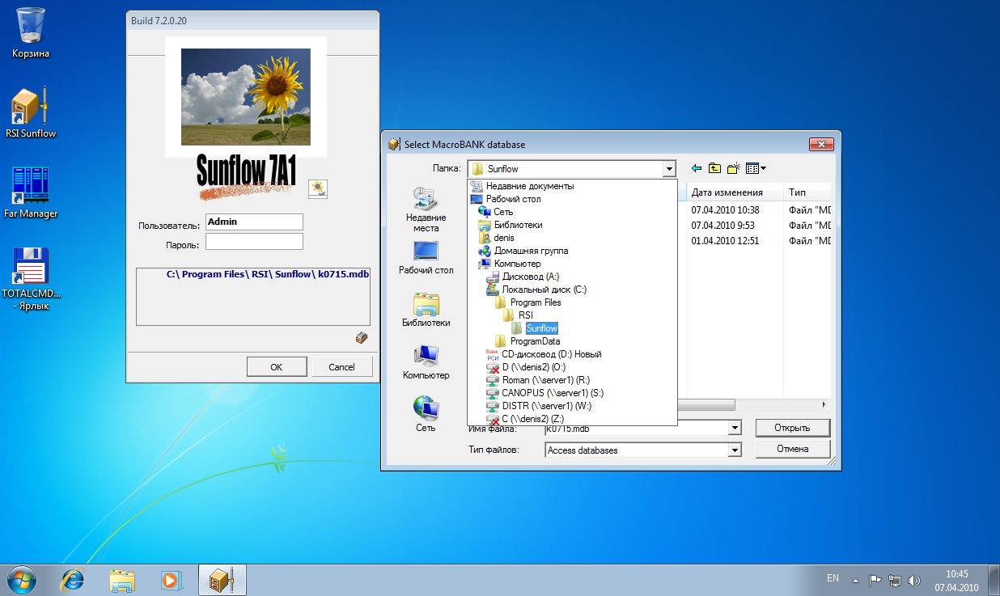 Корзина
RSI Sunflow
Far Manager
TOTALCMD...
- Ярлык
Build 7.2.0.20
Sunflow 7A1
Пользователь:
Admin
Пароль:
C:\ Program Files\ RSI\ Sunflow\ k0715.mdb
OK
Cancel
Select MacroBANK database
Папка:
Sunflow
Недавние
места
Рабочий стол
Библиотеки
Компьютер
Сеть
Недавние документы
Рабочий стол
Сеть
Библиотеки
denis
Домашняя группа
Компьютер
Дисковод (A:)
Локальный диск (C:)
Program Files
RSI
Sunflow
ProgramData
Банк
РСИ
CD-дисковод (D:) Новый
D (\\denis2) (O:)
Roman (\\server1) (R:)
CANOPUS (\\server1) (S:)
DISTR (\\server1) (W:)
C (\\denis2) (Z:)
Дата изменения
Тип
07.04.2010 10:38
Файл "MD
07.04.2010 9:53
Файл "MD
01.04.2010 12:51
Файл "MD
Имя файла:
k0715.mdb
Открыть
Тип файлов:
Access databases
Отмена
EN
10:45
07.04.2010